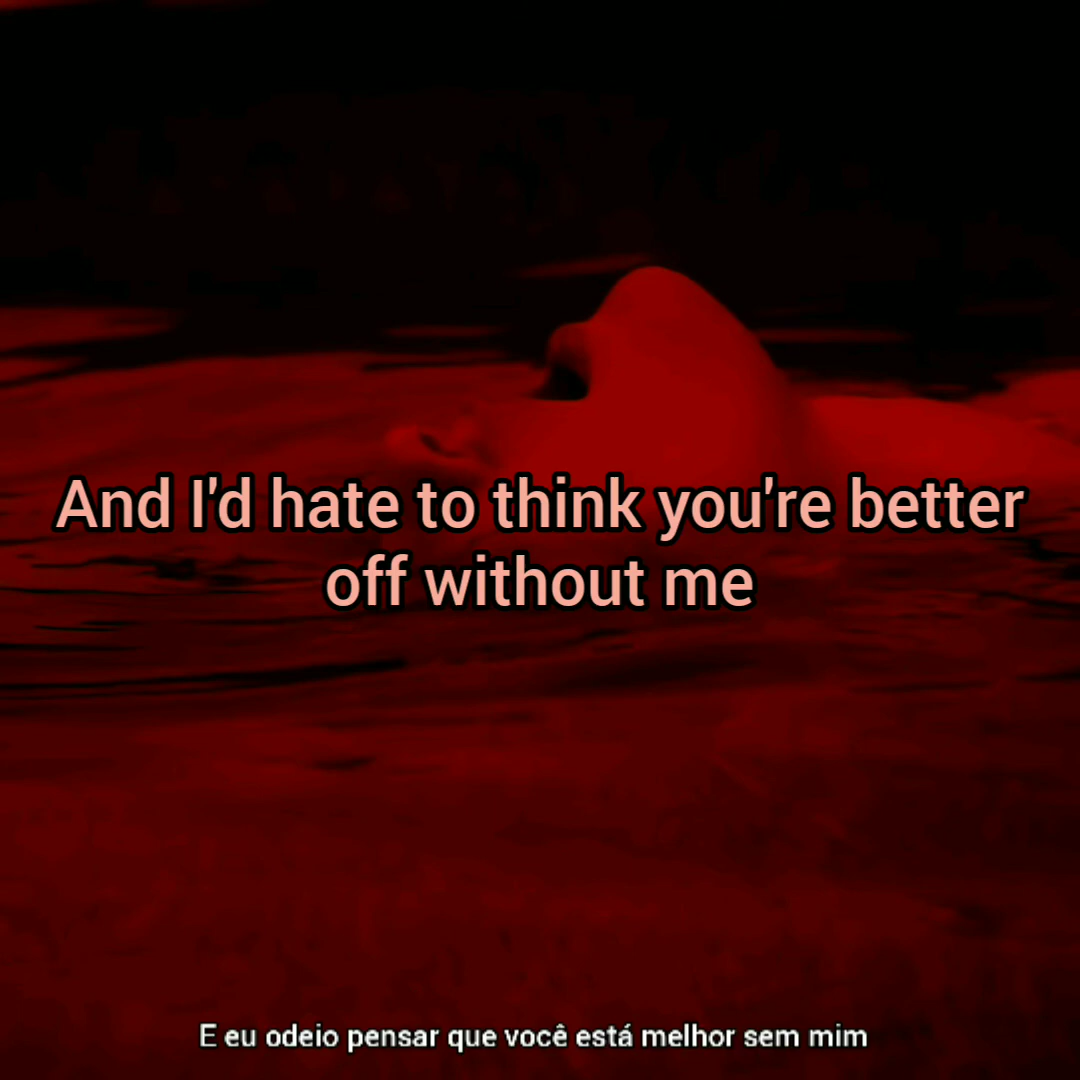 And I'd hate to think you're better
off without me
E eu odeio pensar que você está melhor sem mim